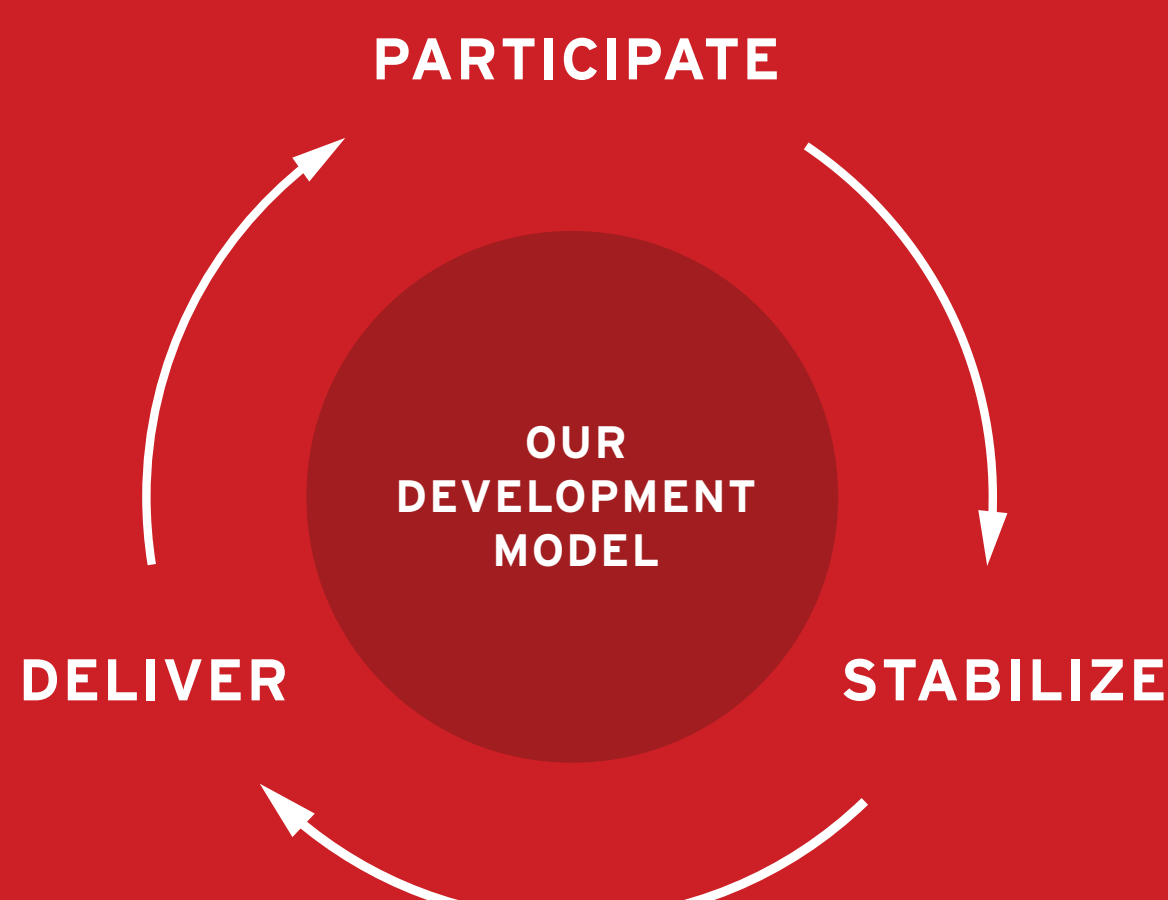 PARTICIPATE
OUR
DEVELOPMENT
MODEL
DELIVER
STABILIZE